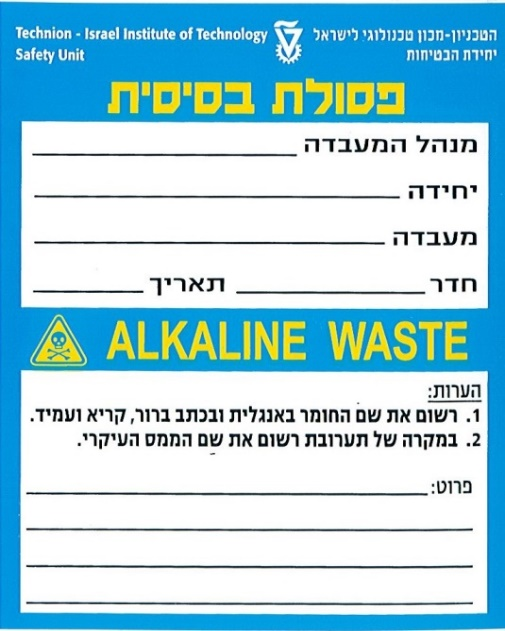 Technion - Israel Institute of Technology
Safety Unit
הטכניון-מכון טכנולוגי לישראל
יחידת הבטיחות
פסולת בסיסית
מנהל המעבדה
יחידה
מעבדה
חדר תאריך
ALKALINE WASTE
הערות:
1. רשום את שם החומר באנגלית ובכתב ברור, קריא ועמיד.
2. במקרה של תערובת רשום את שם הממס העיקרי.
פרוט: